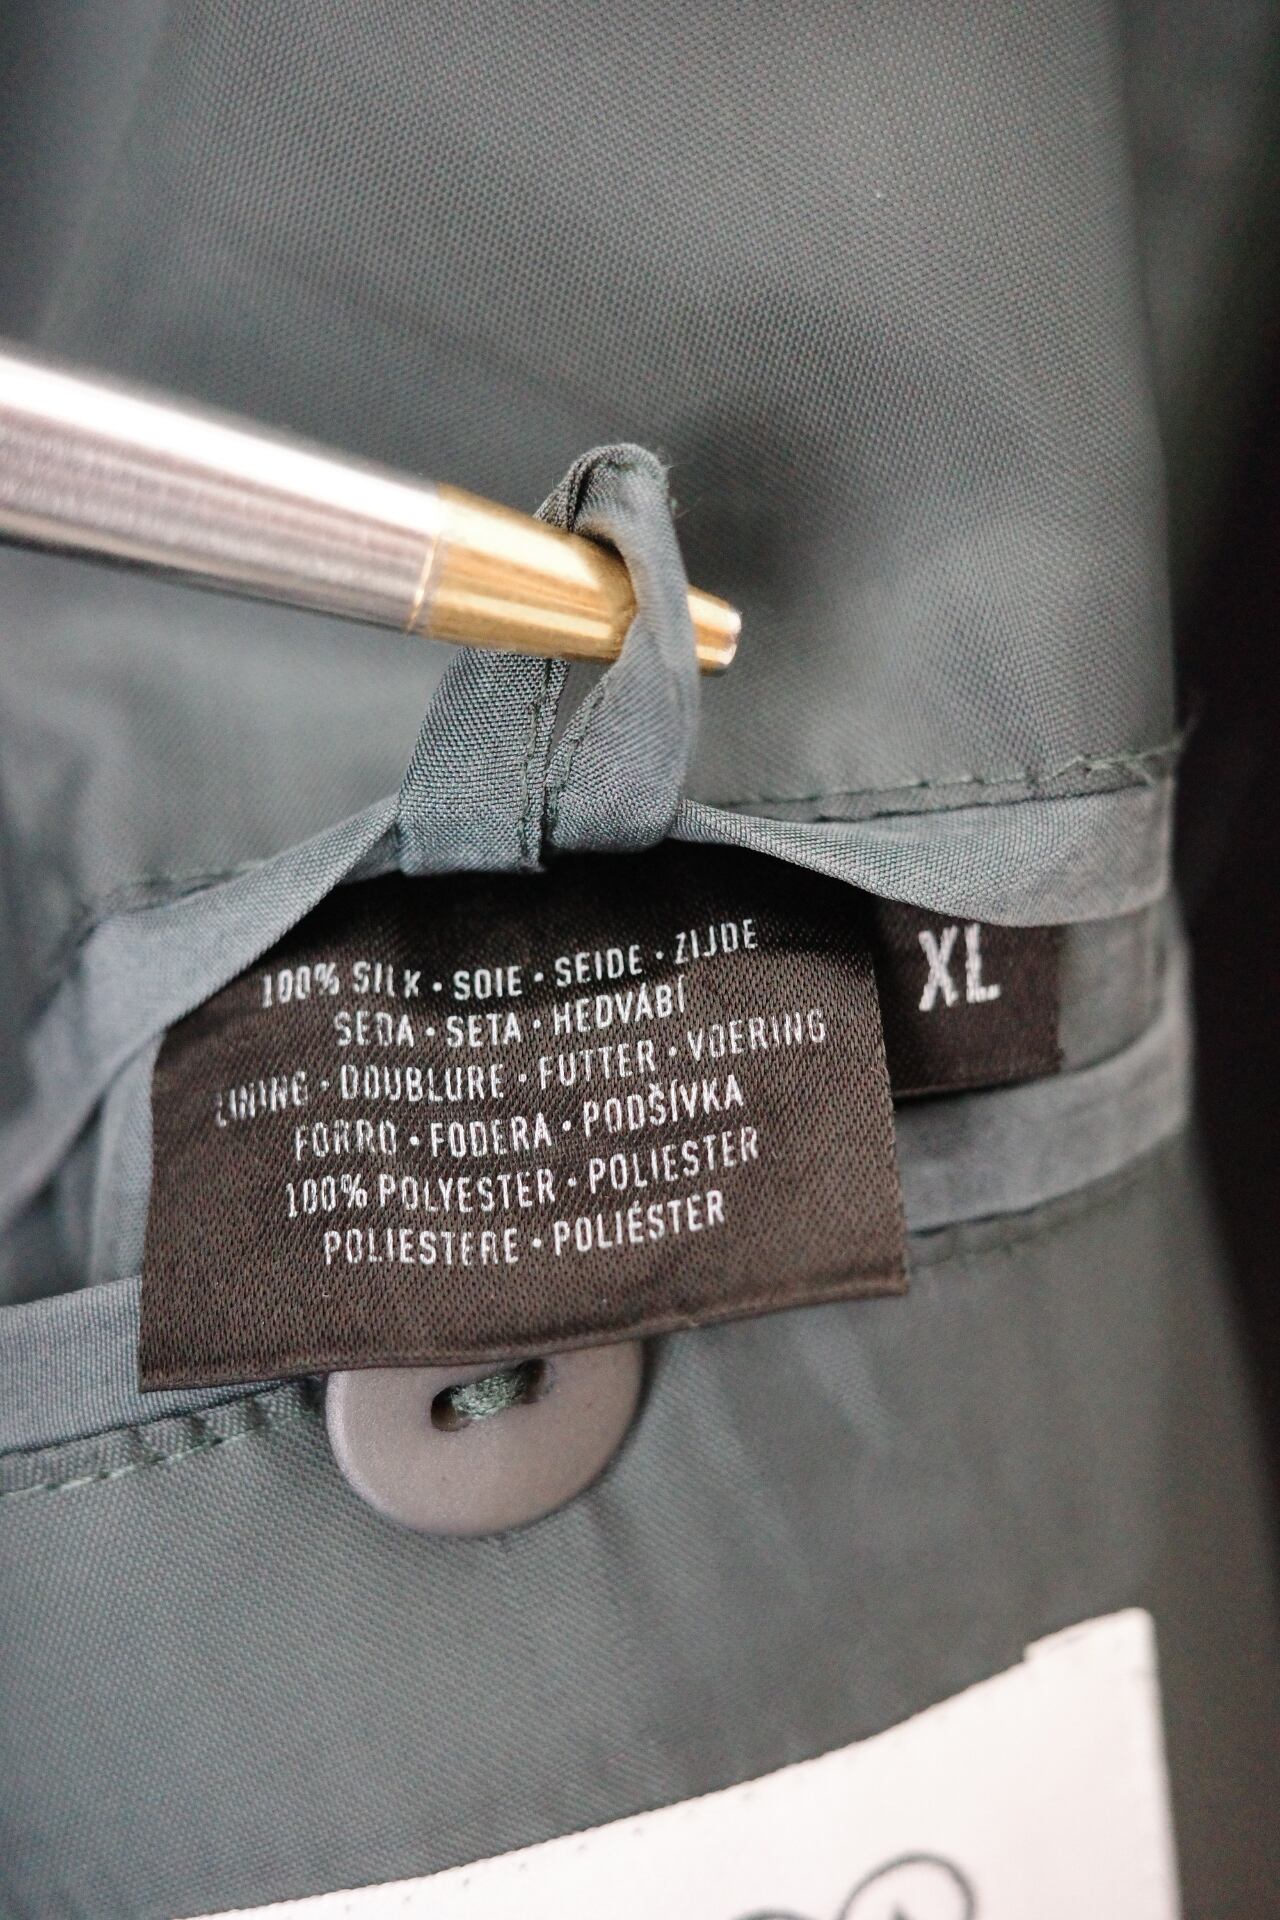 100% SILK · SOIE · SEIDE · ZIJDE
SEDA · SETA · HEDVÁBÍ
LINING · DOUBLURE · FUTTER · VOERING
FORRO · FODERA · PODŠÍVKA
100% POLYESTER · POLIESTER
POLIESTERE · POLIÉSTER
XL